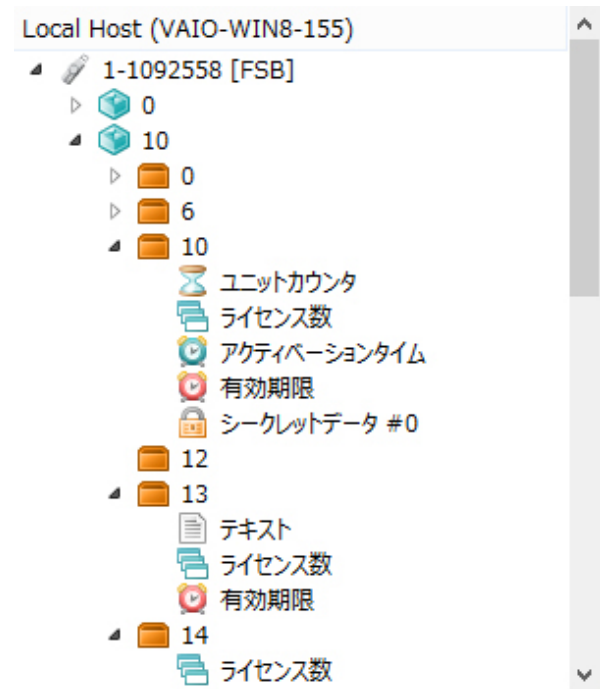 Local Host (VAIO-WIN8-155)
1-1092558 [FSB]
0
10
0
6
10
ユニットカウンタ
ライセンス数
アクティベーションタイム
有効期限
シークレットデータ #0
12
13
テキスト
ライセンス数
有効期限
14
ライセンス数